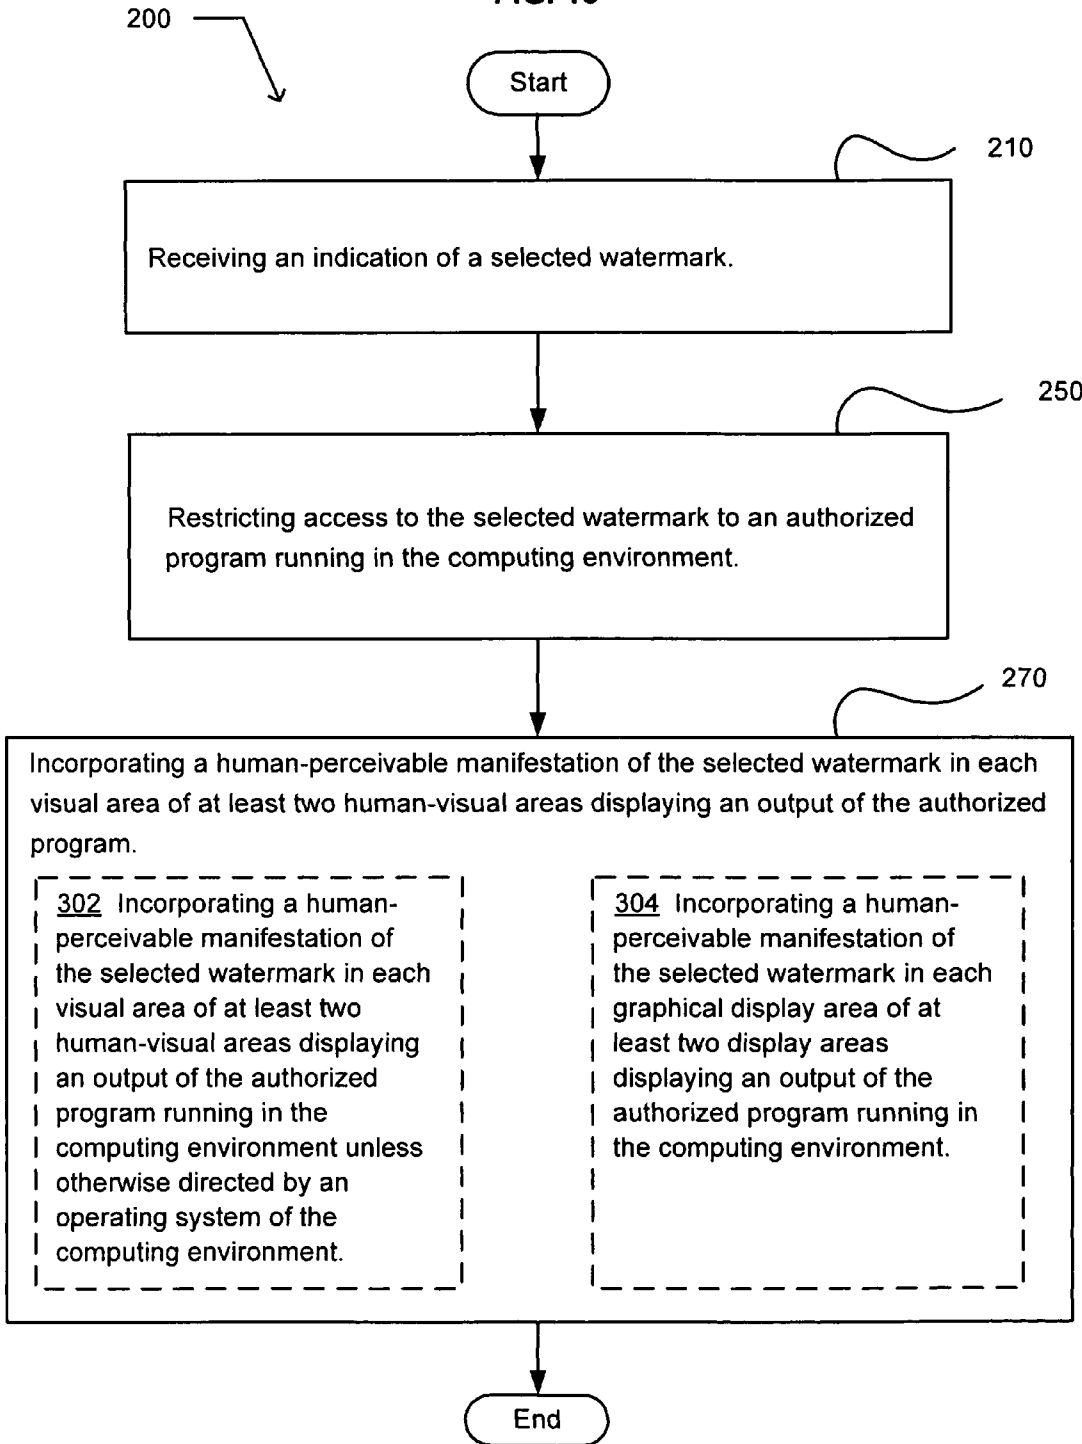 200
Start
210
Receiving an indication of a selected watermark.
250
Restricting access to the selected watermark to an authorized
program running in the computing environment.
270
Incorporating a human-perceivable manifestation of the selected watermark in each
visual area of at least two human-visual areas displaying an output of the authorized
program.
302 Incorporating a human-
perceivable manifestation of
the selected watermark in each
visual area of at least two
human-visual areas displaying
an output of the authorized
program running in the
computing environment unless
otherwise directed by an
operating system of the
computing environment.
304 Incorporating a human-
perceivable manifestation of
the selected watermark in each
graphical display area of at
least two display areas
displaying an output of the
authorized program running in
the computing environment.
End